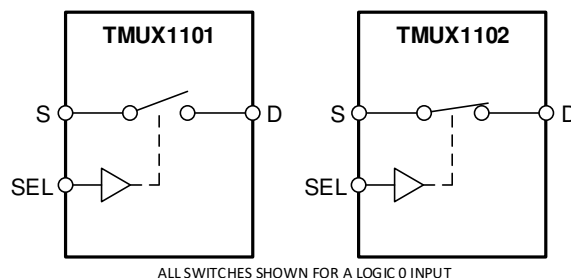 TMUX1101
TMUX1102
S
D
S
D
SEL
SEL
ALL SWITCHES SHOWN FOR A LOGIC 0 INPUT